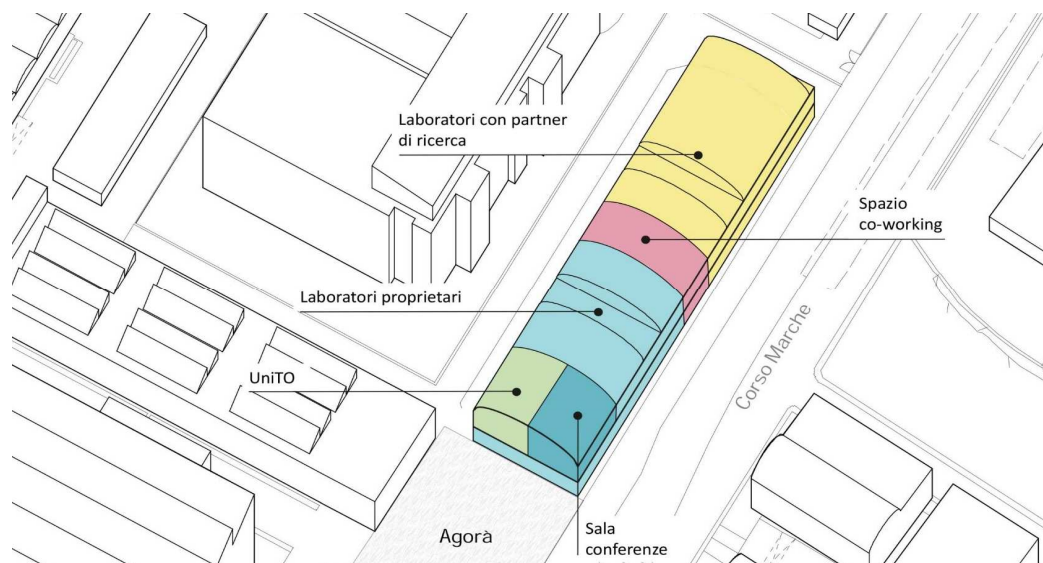 Laboratori con partner
di ricerca
Spazio
co-working
Laboratori proprietari
UniTO
Corso Marche
Agorà
Sala
conferenze